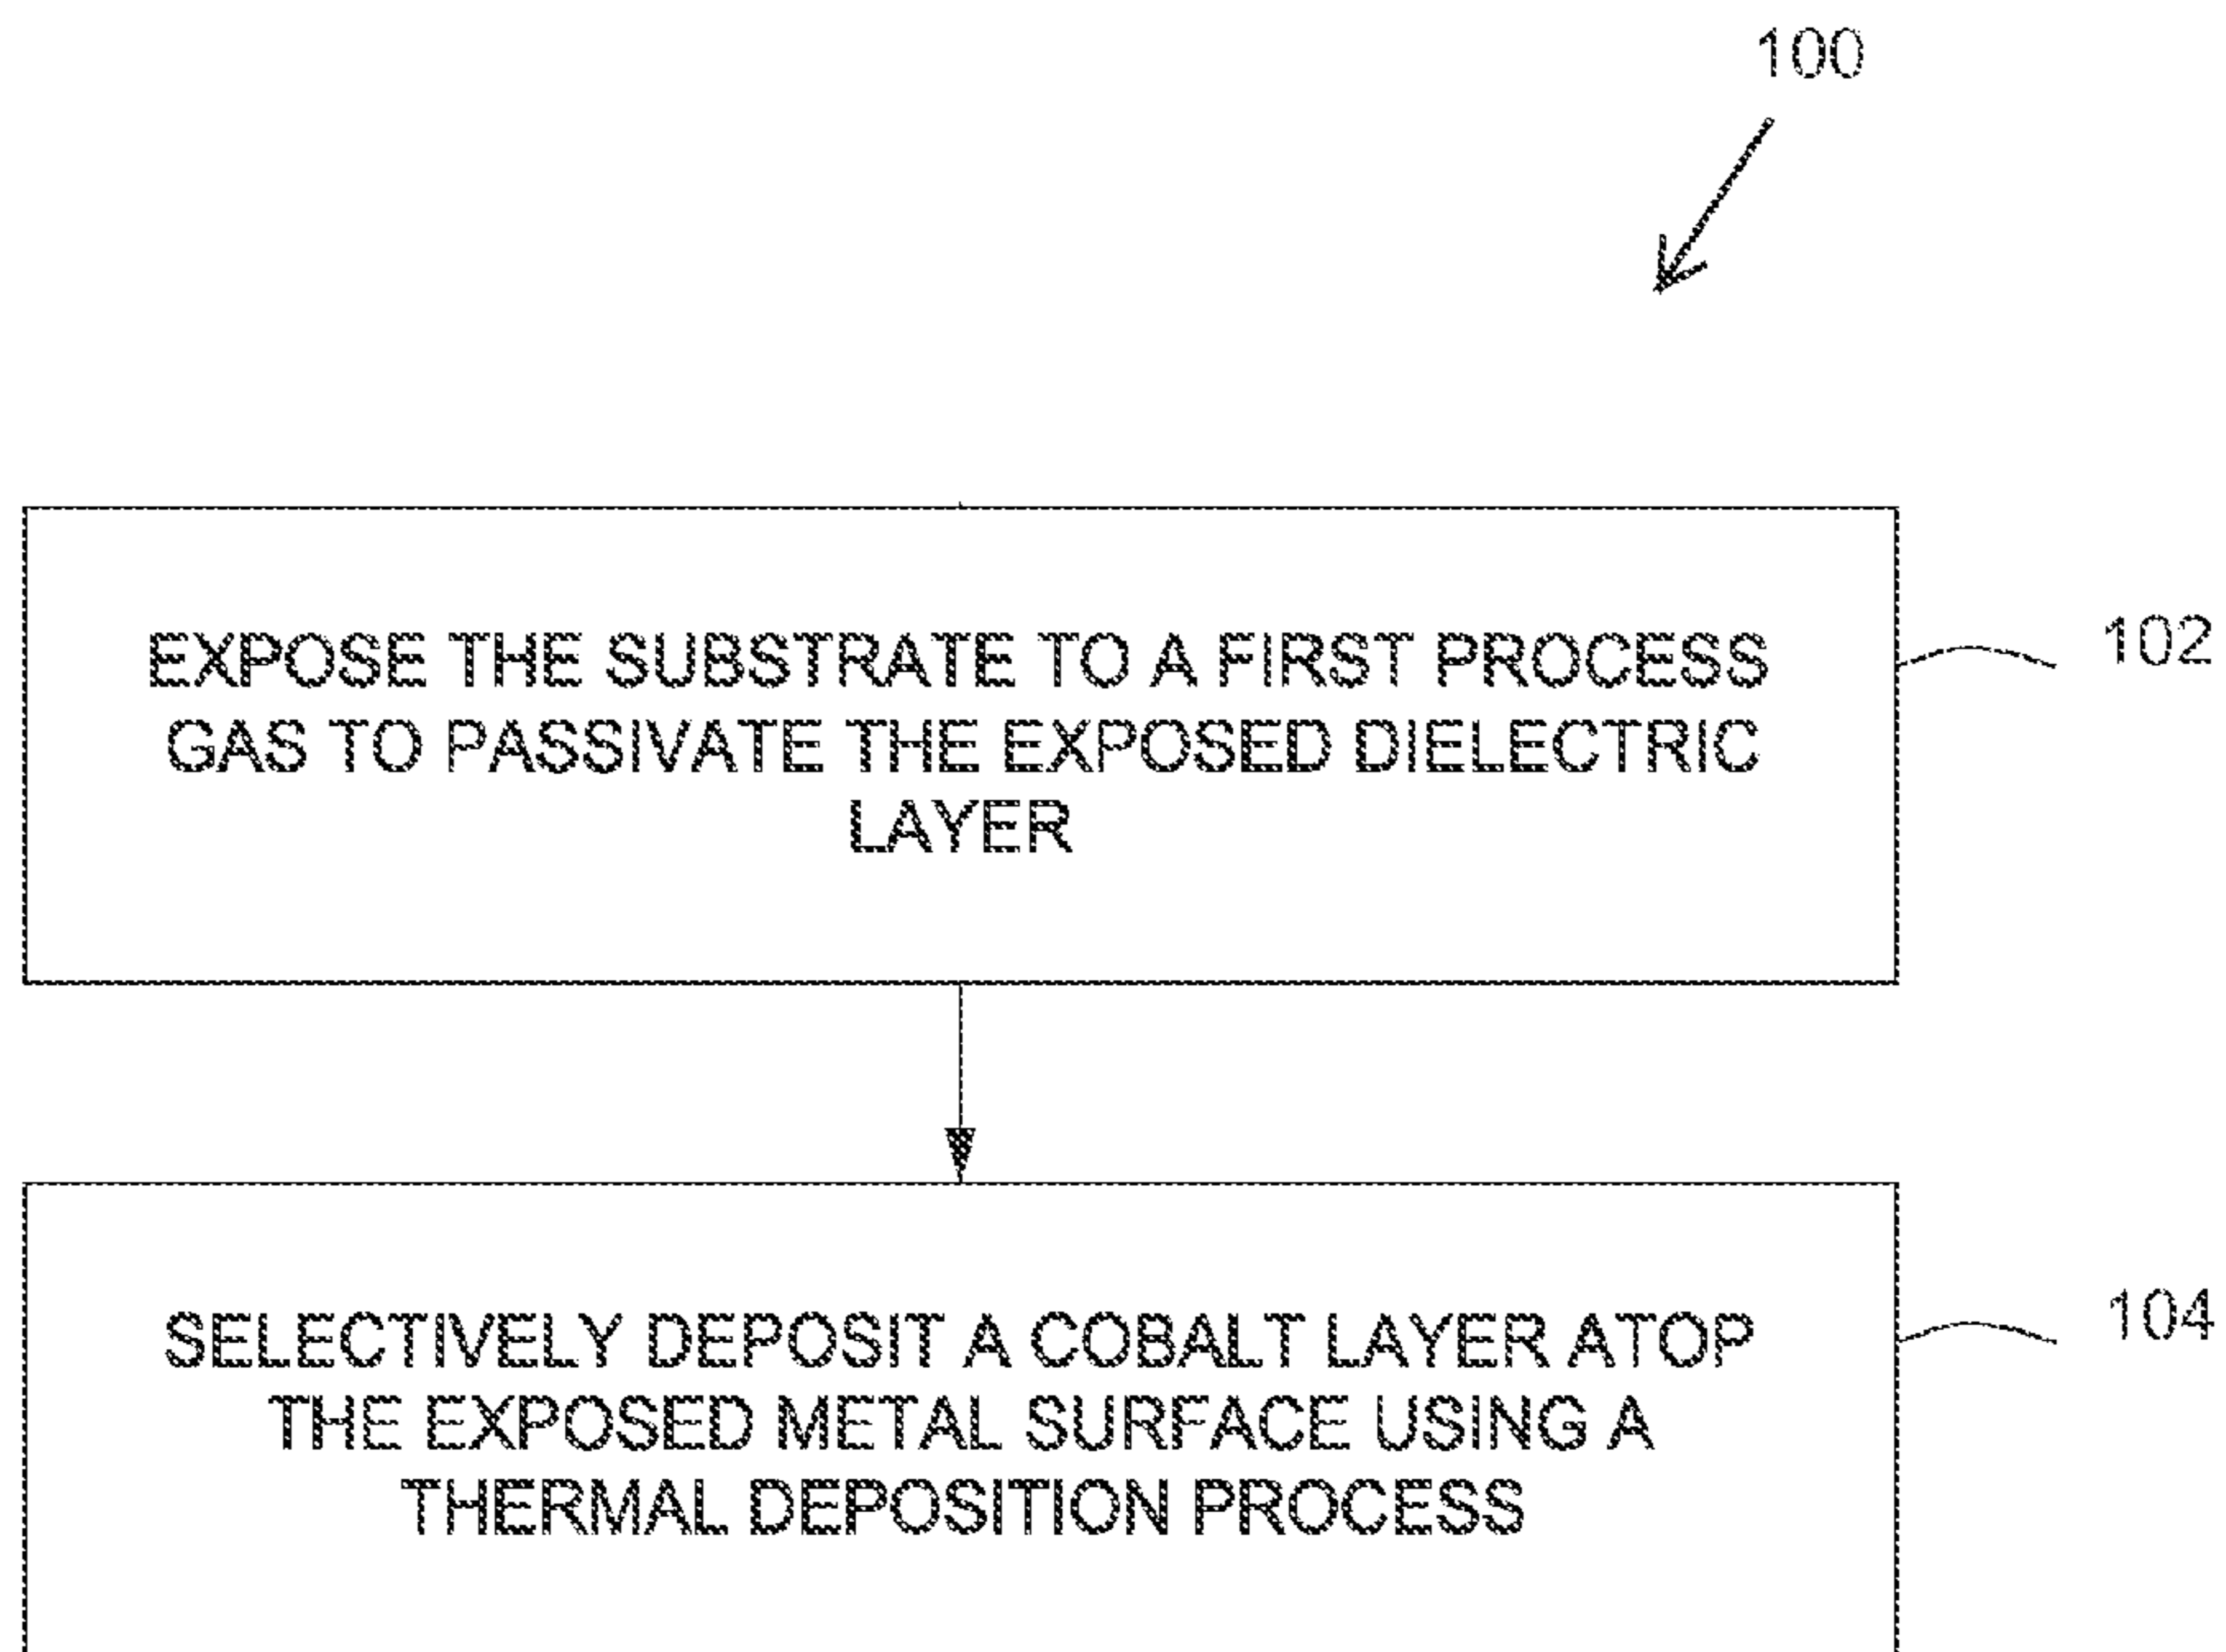 100
EXPOSE THE SUBSTRATE TO A FIRST PROCESS
GAS TO PASSIVATE THE EXPOSED DIELECTRIC
LAYER
102
SELECTIVELY DEPOSIT A COBALT LAYER ATOP
THE EXPOSED METAL SURFACE USING A
THERMAL DEPOSITION PROCESS
104